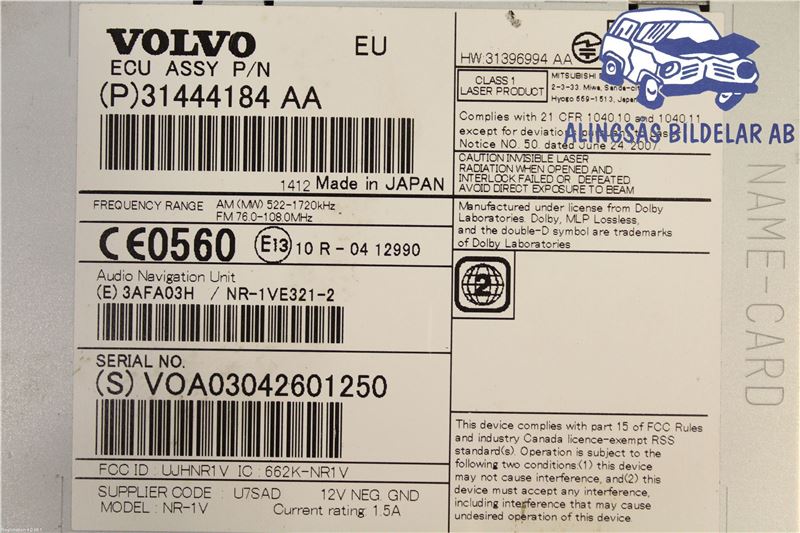 VOLVO EU
ECU ASSY P/N
(P)31444184 AA
1412 Made in JAPAN
FREQUENCY RANGE AM(MW) 522-1720kHz
FM 76.0-108.0MHz
CE0560 E13 10 R-04 12990
Audio Navigation Unit
(E) 3AFA03H / NR-1VE321-2
SERIAL NO.
(S) VOA03042601250
FCC ID : UJHNR1V IC : 662K-NR1V
SUPPLIER CODE : U7SAD 12V NEG. GND
MODEL: NR-1V Current rating: 1.5A
HW:31396994 AA
CLASS 1
LASER PRODUCT
MITSUBISHI
2-3-33. Miwa, Sanda-city
Hyogo 669-1513, Japan
Complies with 21 CFR 1040.10 and 1040.11
except for deviations pursuant to Laser
Notice NO. 50, dated June 24, 2007.
ALINGSÅS BILDELAR AB
CAUTION INVISIBLE LASER
RADIATION WHEN OPENED AND
INTERLOCK FAILED OR DEFEATED
AVOID DIRECT EXPOSURE TO BEAM
Manufactured under license from Dolby
Laboratories. Dolby, MLP Lossless,
and the double-D symbol are trademarks
of Dolby Laboratories
2
This device complies with part 15 of FCC Rules
and industry Canada licence-exempt RSS
standard(s). Operation is subject to the
following two conditions:(1) this device
may not cause interference, and(2) this
device must accept any interference,
including interference that may cause
undesired operation of this device.
NAME-CARD